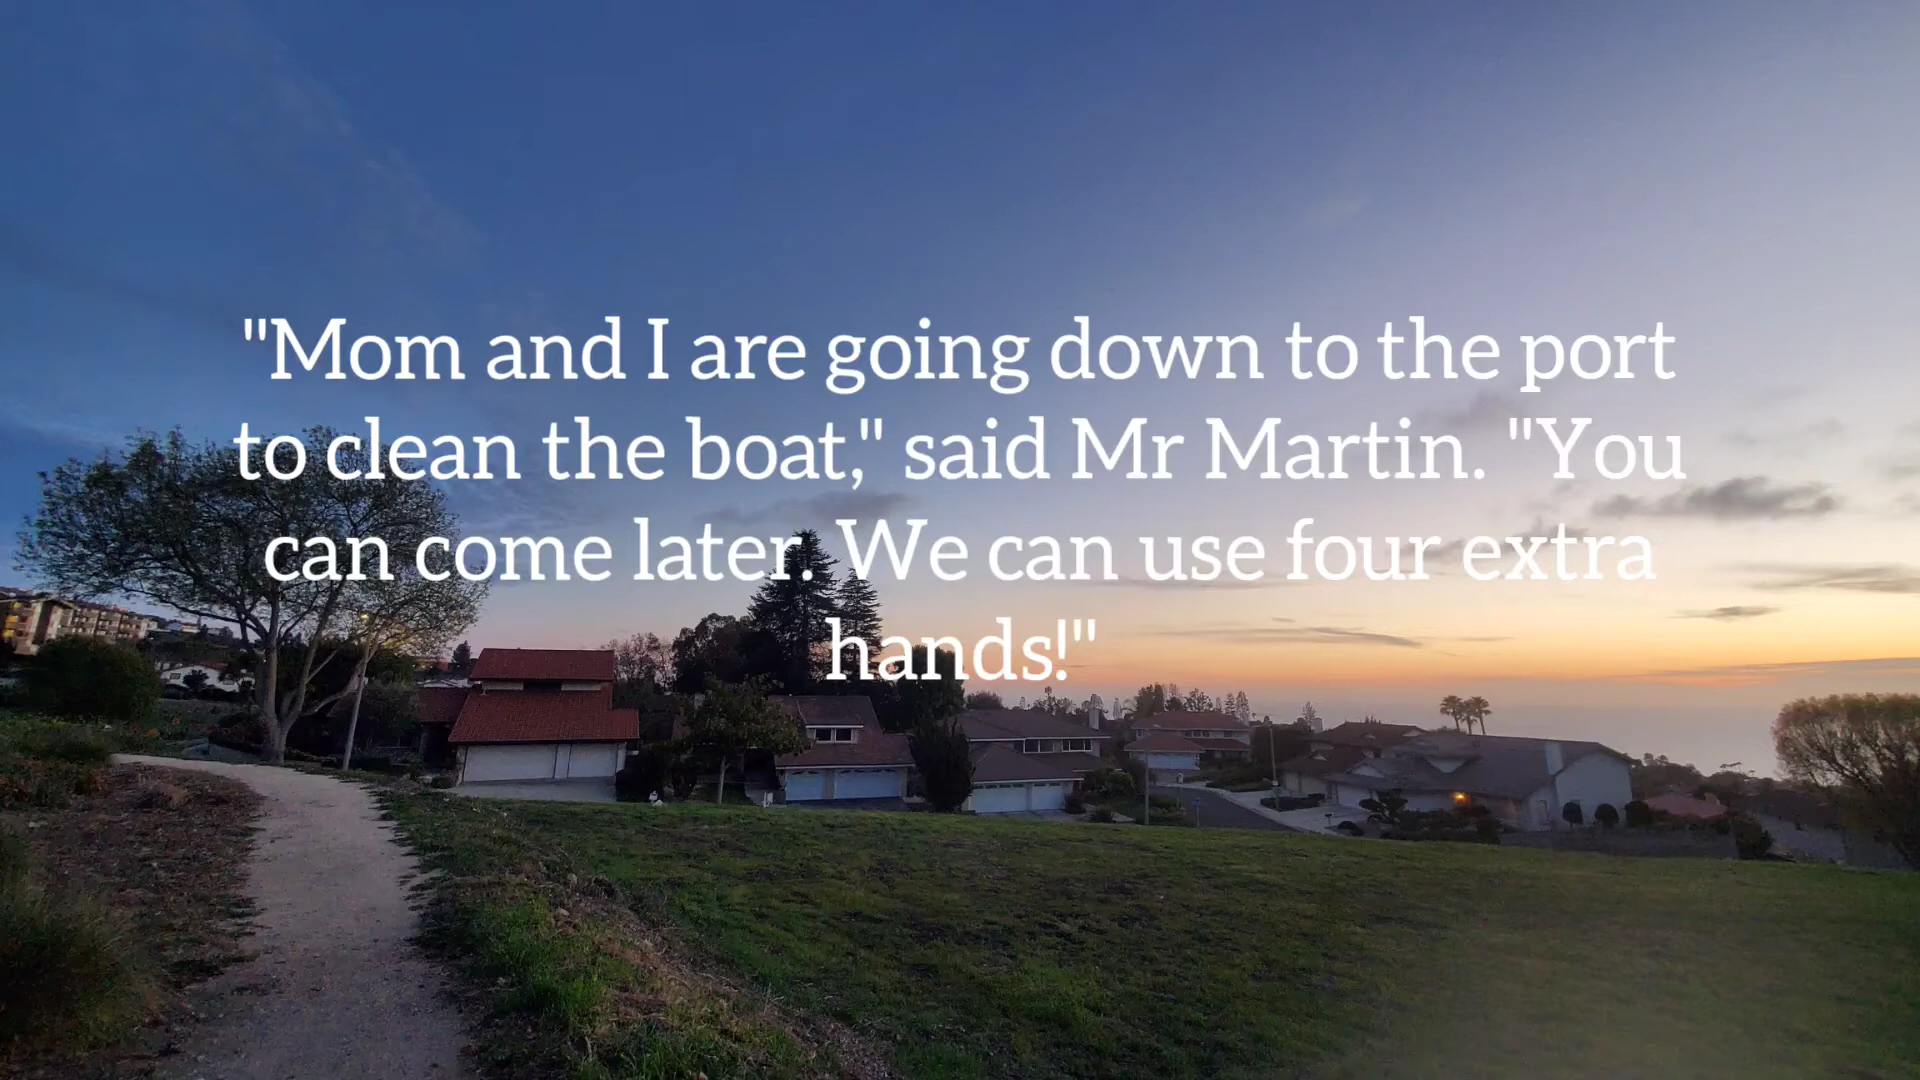 "Mom and I are going down to the port
to clean the boat," said Mr Martin. "You
can come later. We can use four extra
hands!"